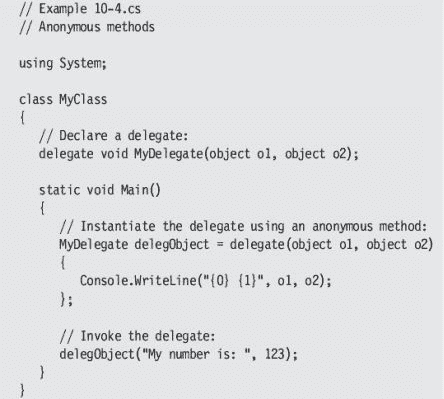 // Example 10-4.cs
// Anonymous methods
using System;
class MyClass
{
// Declare a delegate:
delegate void MyDelegate(object o1, object o2);
static void Main()
{
// Instantiate the delegate using an anonymous method:
MyDelegate delegObject = delegate(object o1, object o2)
{
Console.WriteLine("{0} {1}", o1, o2);
};
// Invoke the delegate:
delegObject("My number is: ", 123);
}
}